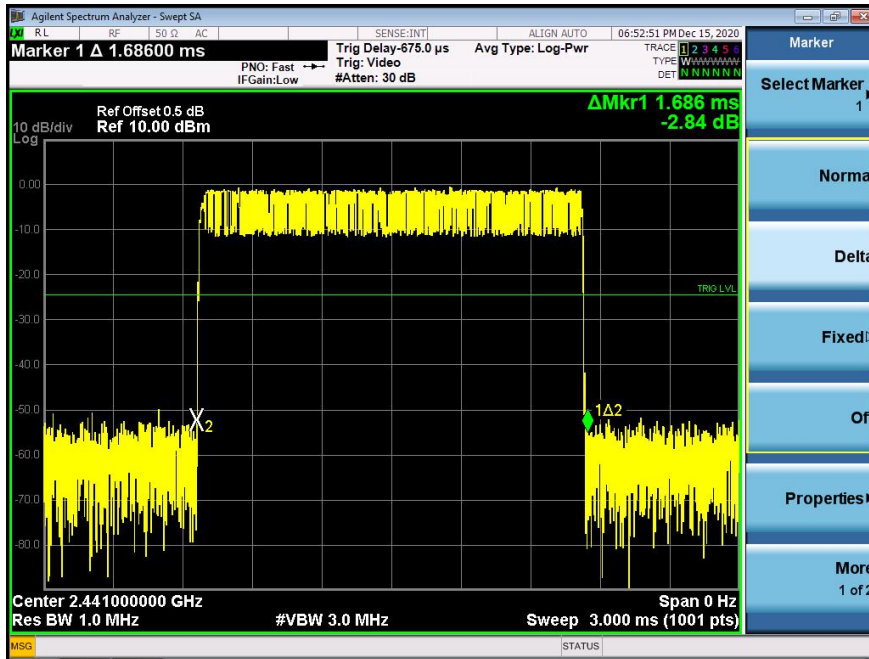 Agilent Spectrum Analyzer - Swept SA
LXI RL RF 50 Ω AC SENSE:INT ALIGN AUTO 06:52:51 PM Dec 15, 2020
Marker 1 Δ 1.68600 ms
PNO: Fast
IFGain:Low
Trig Delay-675.0 µs
Trig: Video
#Atten: 30 dB
Avg Type: Log-Pwr
TRACE 1 2 3 4 5 6
TYPE WWWWWW
DET N N N N N N
Ref Offset 0.5 dB
Ref 10.00 dBm
10 dB/div
Log
ΔMkr1 1.686 ms
-2.84 dB
0.00
-10.0
-20.0
TRIG LVL
-30.0
-40.0
-50.0
2
1Δ2
-60.0
-70.0
-80.0
Center 2.441000000 GHz
Span 0 Hz
Res BW 1.0 MHz
#VBW 3.0 MHz
Sweep 3.000 ms (1001 pts)
MSG
STATUS
Marker
Select Marker
1
Norma
Delta
Fixed
Of
Properties
More
1 of 2